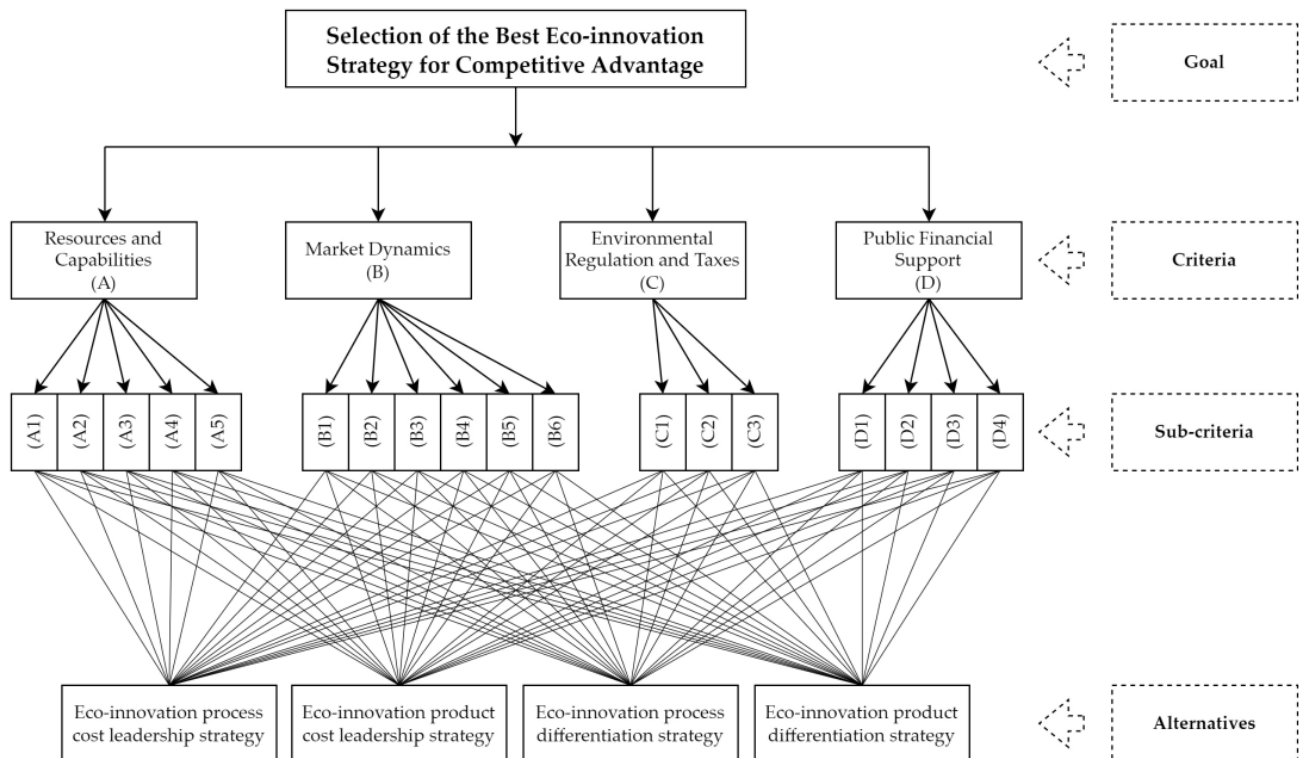 Selection of the Best Eco-innovation
Strategy for Competitive Advantage
Goal
Resources and
Capabilities
(A)
Market Dynamics
(B)
Environmental
Regulation and Taxes
(C)
Public Financial
Support
(D)
Criteria
(A1)
(A2)
(A3)
(A4)
(A5)
(B1)
(B2)
(B3)
(B4)
(B5)
(B6)
(C1)
(C2)
(C3)
(D1)
(D2)
(D3)
(D4)
Sub-criteria
Eco-innovation process
cost leadership strategy
Eco-innovation product
cost leadership strategy
Eco-innovation process
differentiation strategy
Eco-innovation product
differentiation strategy
Alternatives